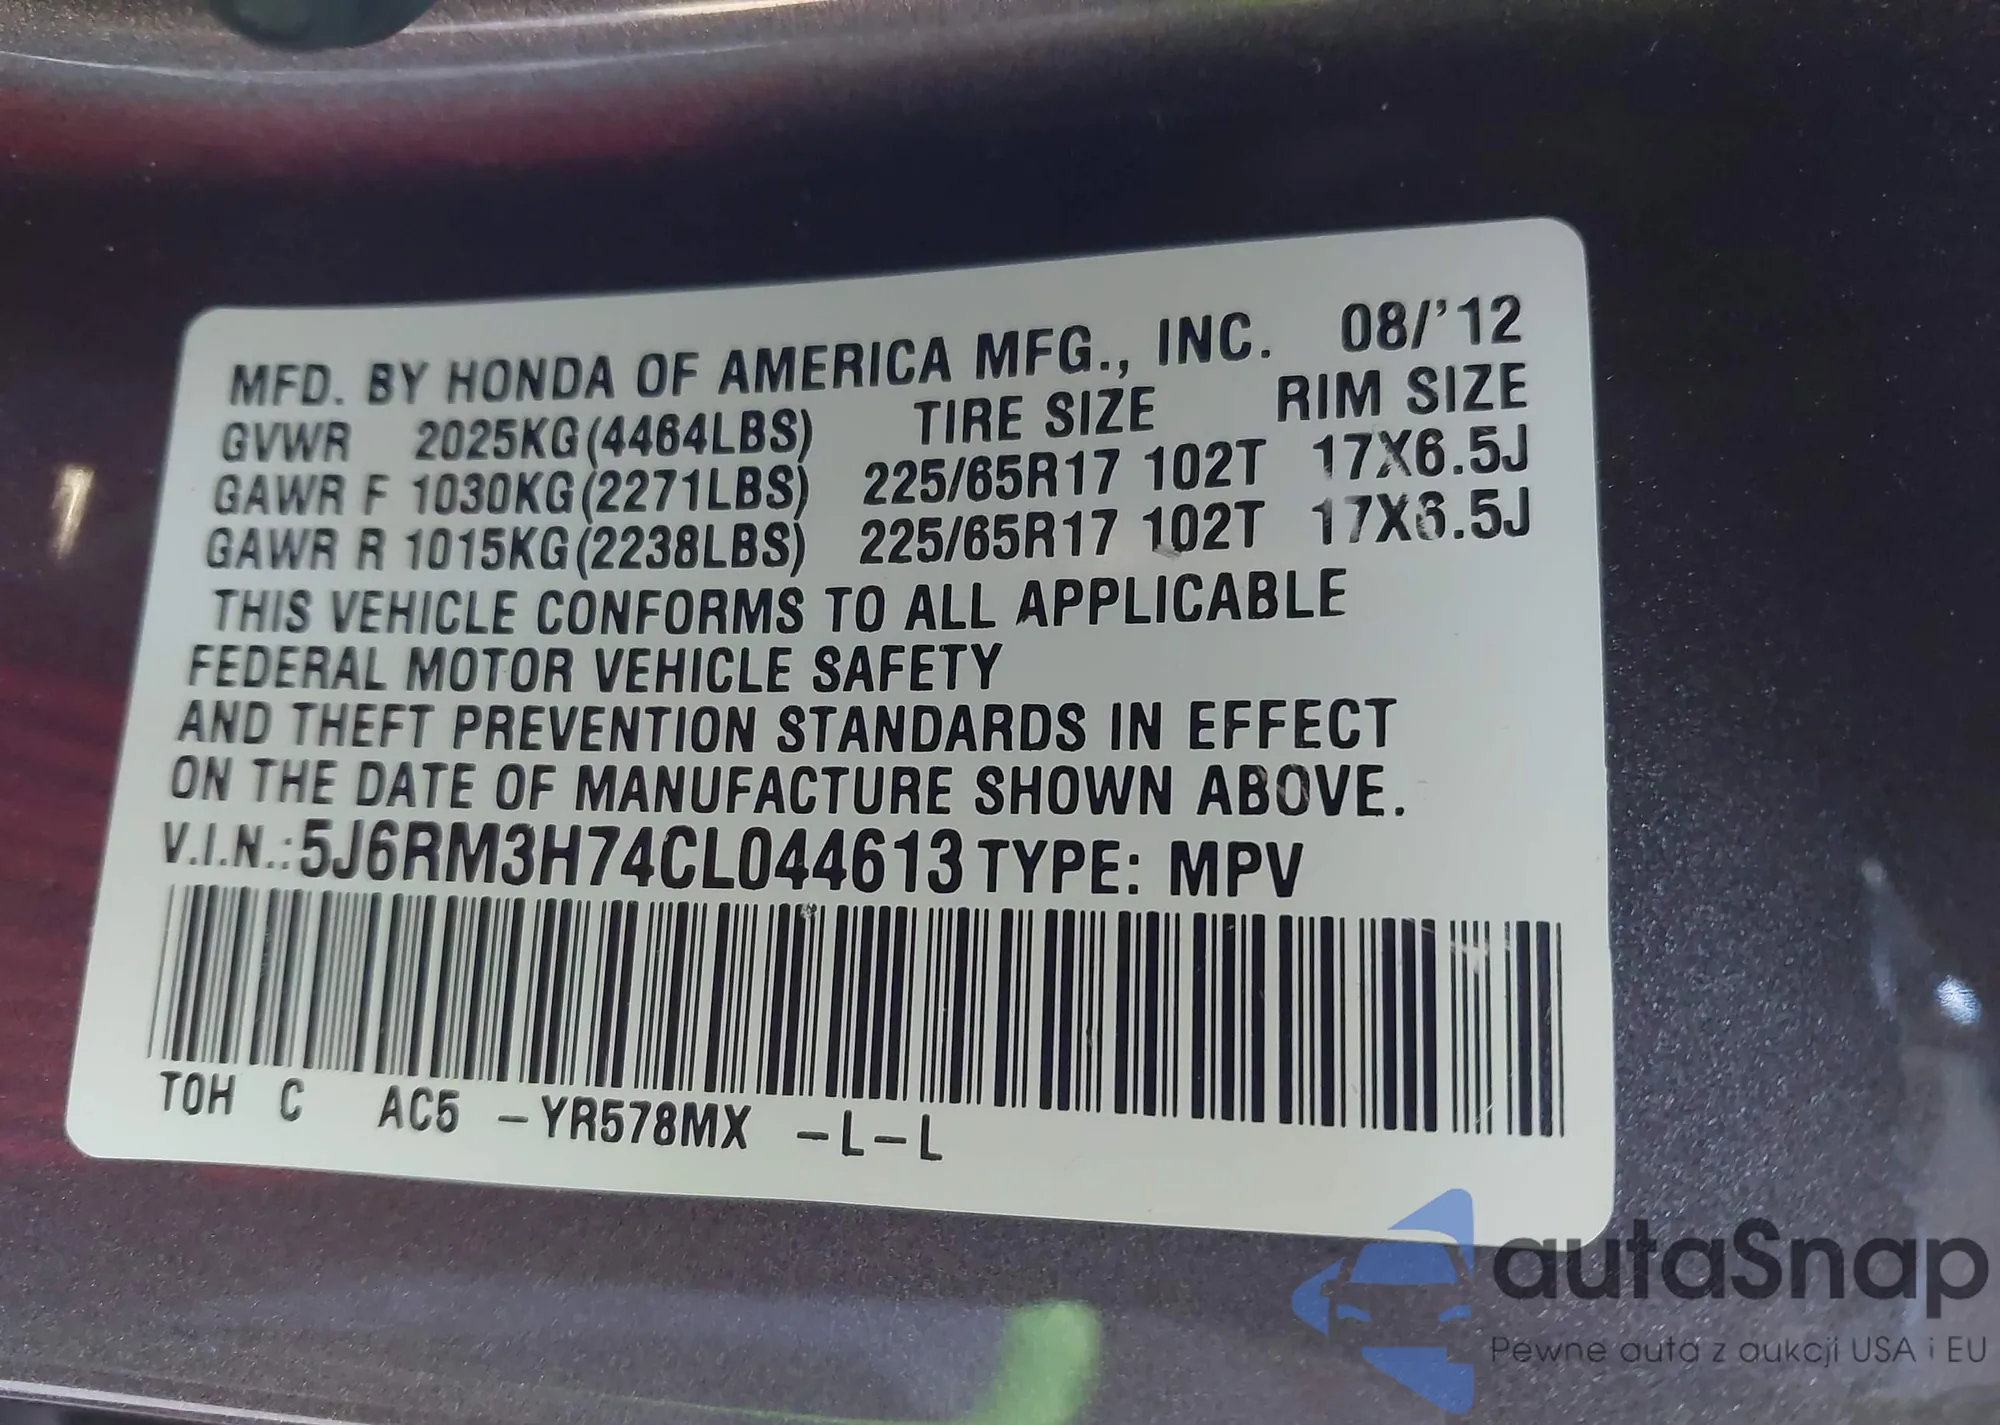 MFD. BY HONDA OF AMERICA MFG., INC. 08/'12
GVWR 2025KG(4464LBS) TIRE SIZE RIM SIZE
GAWR F 1030KG(2271LBS) 225/65R17 102T 17X6.5J
GAWR R 1015KG(2238LBS) 225/65R17 102T 17X6.5J
THIS VEHICLE CONFORMS TO ALL APPLICABLE
FEDERAL MOTOR VEHICLE SAFETY
AND THEFT PREVENTION STANDARDS IN EFFECT
ON THE DATE OF MANUFACTURE SHOWN ABOVE.
V.I.N.:5J6RM3H74CL044613 TYPE: MPV
TOH C AC5 -YR578MX -L-L
autaSnap
Pewne auta z aukcji USA i EU